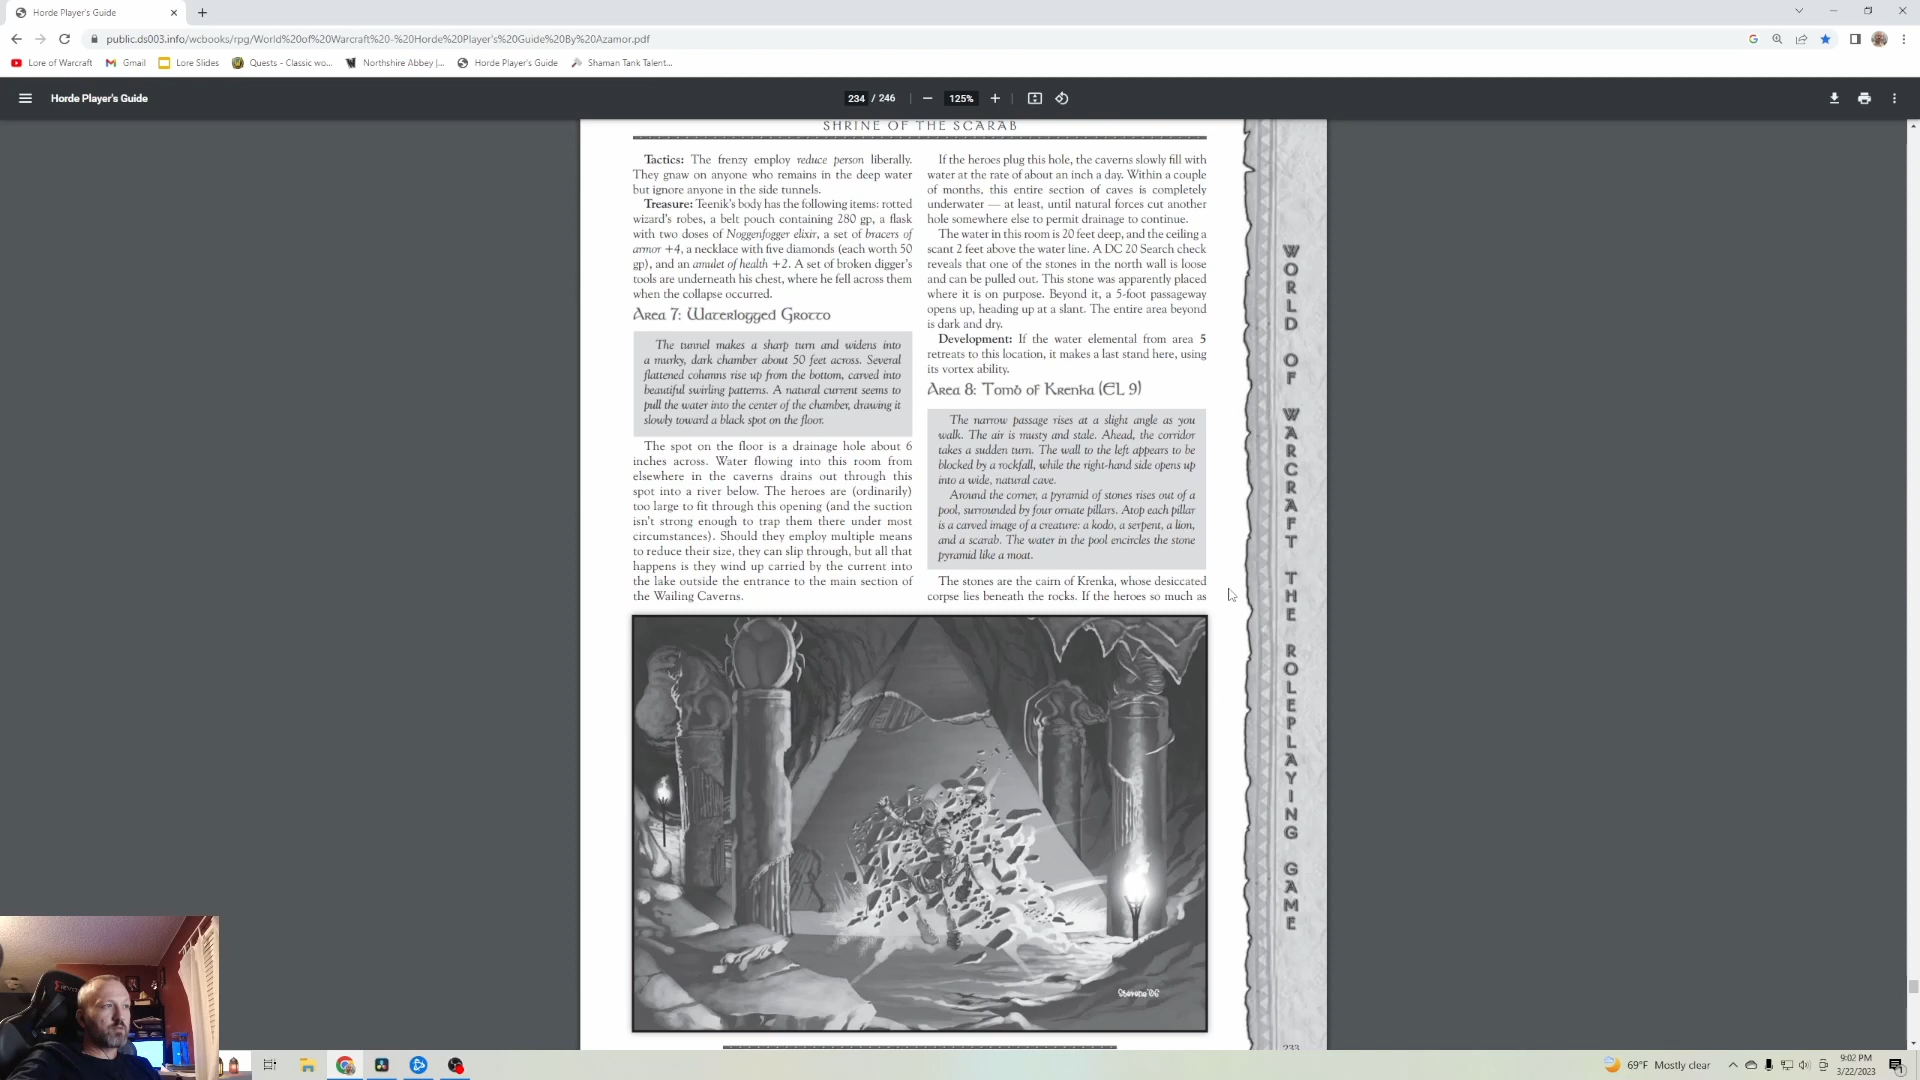 Horde Player's Guide
public.ds003.info/wcbooks/rpg/World%20of%20Warcraft%20-%20Horde%20Player's%20Guide%20By%20Azamor.pdf
Lore of Warcraft
Gmail
Lore Slides
Quests - Classic wo...
Northshire Abbey |...
Horde Player's Guide
Shaman Tank Talent...
Horde Player's Guide
234 / 246
125%
SHRINE OF THE SCARAB
Tactics: The frenzy employ reduce person liberally.
They gnaw on anyone who remains in the deep water
but ignore anyone in the side tunnels.
Treasure: Teenik's body has the following items: rotted
wizard's robes, a belt pouch containing 280 gp, a flask
with two doses of Noggenfogger elixir, a set of bracers of
armor +4, a necklace with five diamonds (each worth 50
gp), and an amulet of health +2. A set of broken digger's
tools are underneath his chest, where he fell across them
when the collapse occurred.
Area 7: Waterlogged Grotto
The tunnel makes a sharp turn and widens into
a murky, dark chamber about 50 feet across. Several
flattened columns rise up from the bottom, carved into
beautiful swirling patterns. A natural current seems to
pull the water into the center of the chamber, drawing it
slowly toward a black spot on the floor.
The spot on the floor is a drainage hole about 6
inches across. Water flowing into this room from
elsewhere in the caverns drains out through this
spot into a river below. The heroes are (ordinarily)
too large to fit through this opening (and the suction
isn't strong enough to trap them there under most
circumstances). Should they employ multiple means
to reduce their size, they can slip through, but all that
happens is they wind up carried by the current into
the lake outside the entrance to the main section of
the Wailing Caverns.
If the heroes plug this hole, the caverns slowly fill with
water at the rate of about an inch a day. Within a couple
of months, this entire section of caves is completely
underwater — at least, until natural forces cut another
hole somewhere else to permit drainage to continue.
The water in this room is 20 feet deep, and the ceiling a
scant 2 feet above the water line. A DC 20 Search check
reveals that one of the stones in the north wall is loose
and can be pulled out. This stone was apparently placed
where it is on purpose. Beyond it, a 5-foot passageway
opens up, heading up at a slant. The entire area beyond
is dark and dry.
Development: If the water elemental from area 5
retreats to this location, it makes a last stand here, using
its vortex ability.
Area 8: Tomb of Krenka (EL 9)
The narrow passage rises at a slight angle as you
walk. The air is musty and stale. Ahead, the corridor
takes a sudden turn. The wall to the left appears to be
blocked by a rockfall, while the right-hand side opens up
into a wide, natural cave.
Around the corner, a pyramid of stones rises out of a
pool, surrounded by four ornate pillars. Atop each pillar
is a carved image of a creature: a kodo, a serpent, a lion,
and a scarab. The water in the pool encircles the stone
pyramid like a moat.
The stones are the cairn of Krenka, whose desiccated
corpse lies beneath the rocks. If the heroes so much as
WORLD OF WARCRAFT THE ROLEPLAYING GAME
233
69°F Mostly clear
9:02 PM
3/22/2023